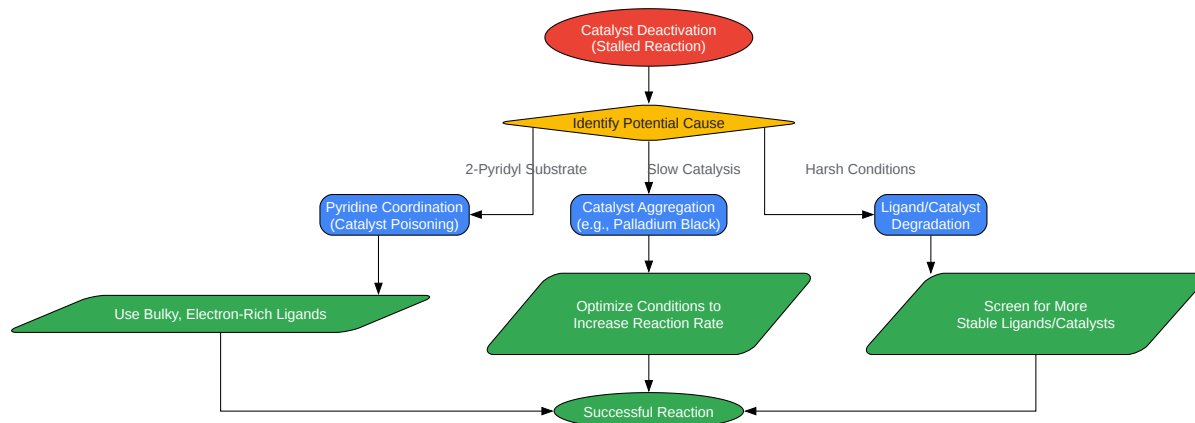 Catalyst Deactivation
(Stalled Reaction)
Identify Potential Cause
2-Pyridyl Substrate
Slow Catalysis
Harsh Conditions
Pyridine Coordination
(Catalyst Poisoning)
Catalyst Aggregation
(e.g., Palladium Black)
Ligand/Catalyst
Degradation
Use Bulky, Electron-Rich Ligands
Optimize Conditions to
Increase Reaction Rate
Screen for More
Stable Ligands/Catalysts
Successful Reaction